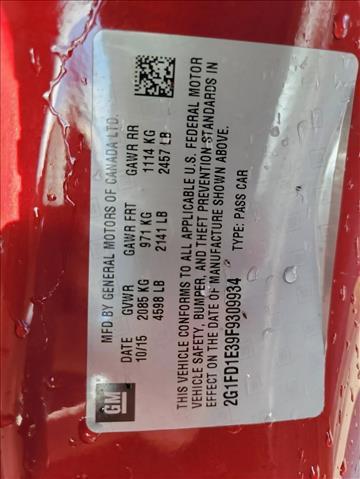 MFD BY GENERAL MOTORS OF CANADA LTD.
DATE GVWR GAWR FRT GAWR RR
10/15 2085 KG 971 KG 1114 KG
4598 LB 2141 LB 2457 LB
THIS VEHICLE CONFORMS TO ALL APPLICABLE U.S. FEDERAL MOTOR
VEHICLE SAFETY, BUMPER, AND THEFT PREVENTION STANDARDS IN
EFFECT ON THE DATE OF MANUFACTURE SHOWN ABOVE.
2G1FD1E39F9309934 TYPE: PASS CAR
GM